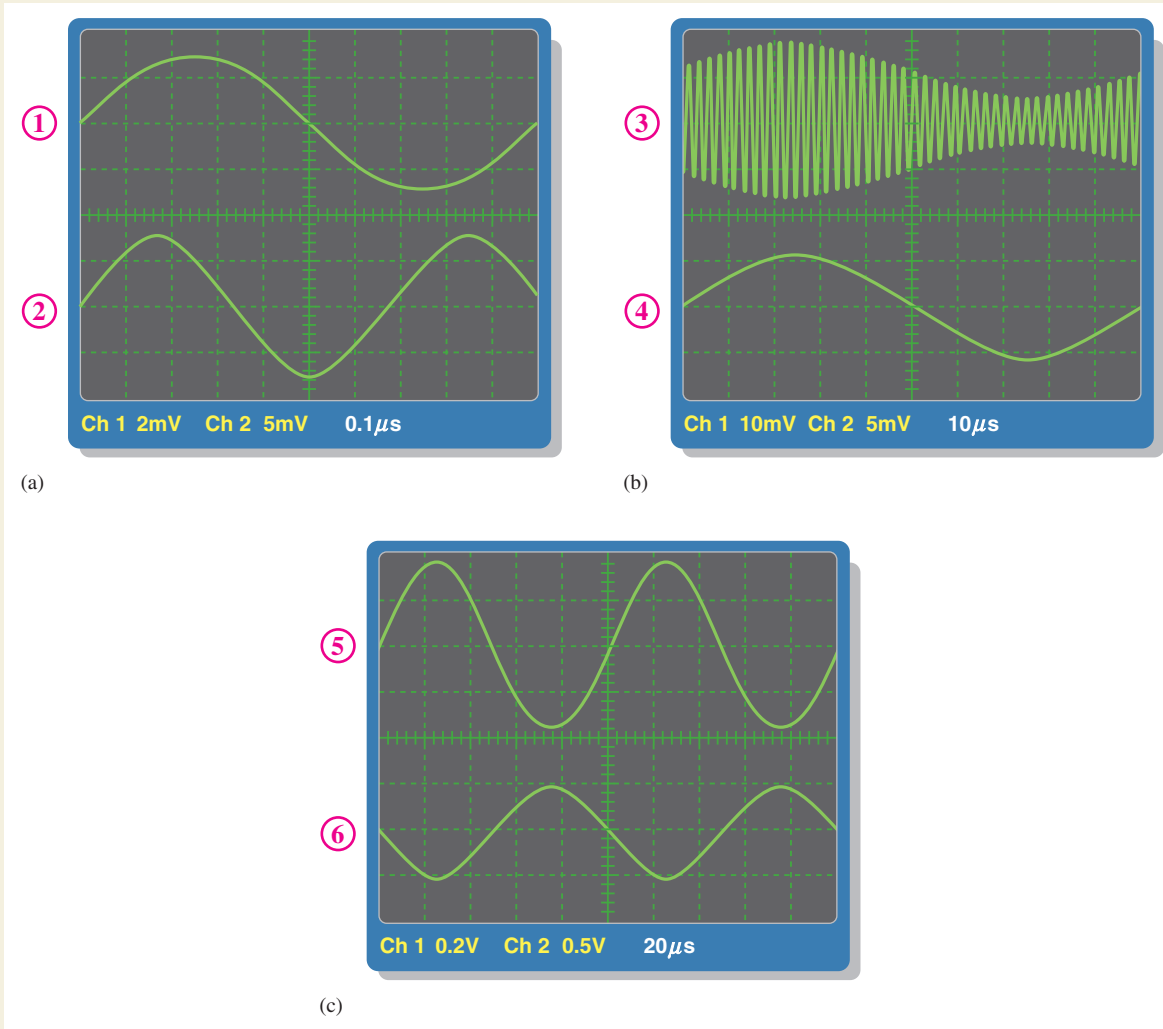 ①
②
Ch 1 2mV Ch 2 5mV 0.1μs
(a)
③
④
Ch 1 10mV Ch 2 5mV 10μs
(b)
⑤
⑥
Ch 1 0.2V Ch 2 0.5V 20μs
(c)